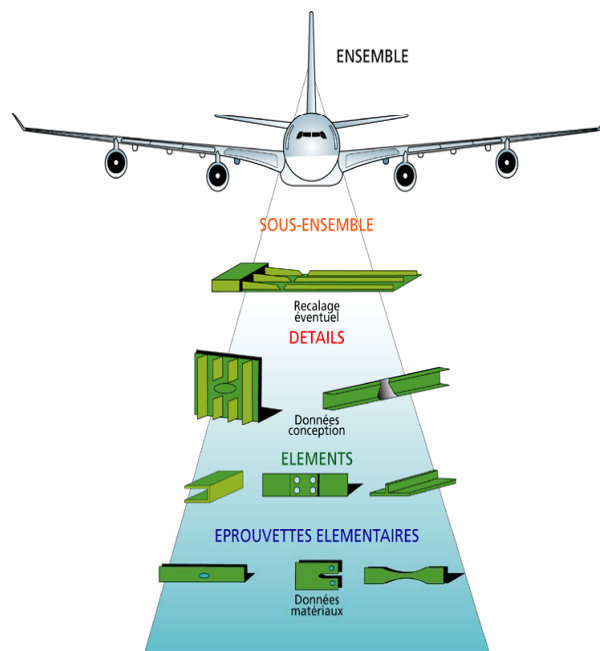 ENSEMBLE
SOUS-ENSEMBLE
Recalage
éventuel
DETAILS
Données
conception
ELEMENTS
EPROUVETTES ELEMENTAIRES
Données
matériaux